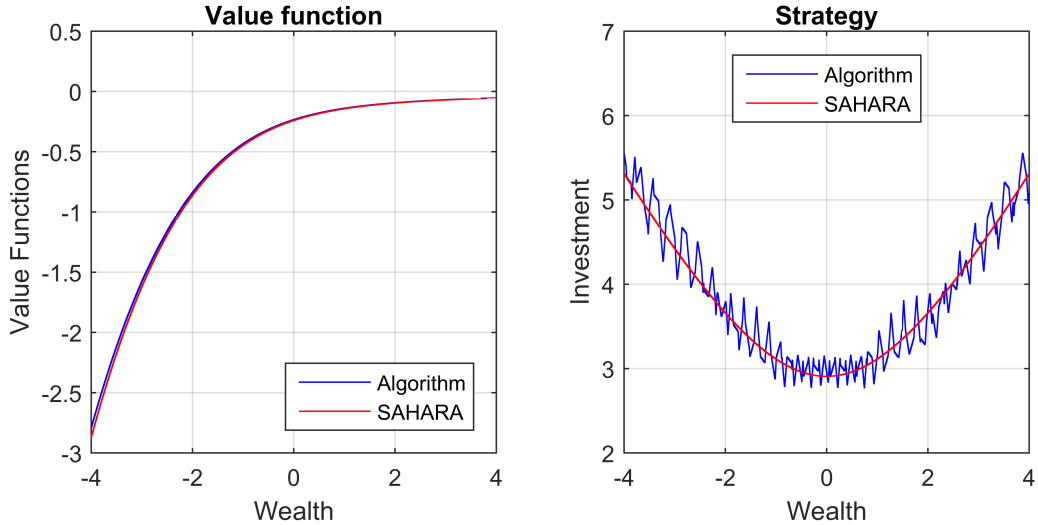 Value function
0.5
0
-0.5
-1
-1.5
-2
-2.5
-3
Value Functions
-4
-2
0
2
4
Wealth
Algorithm
SAHARA
Strategy
7
6
5
4
3
2
Investment
-4
-2
0
2
4
Wealth
Algorithm
SAHARA